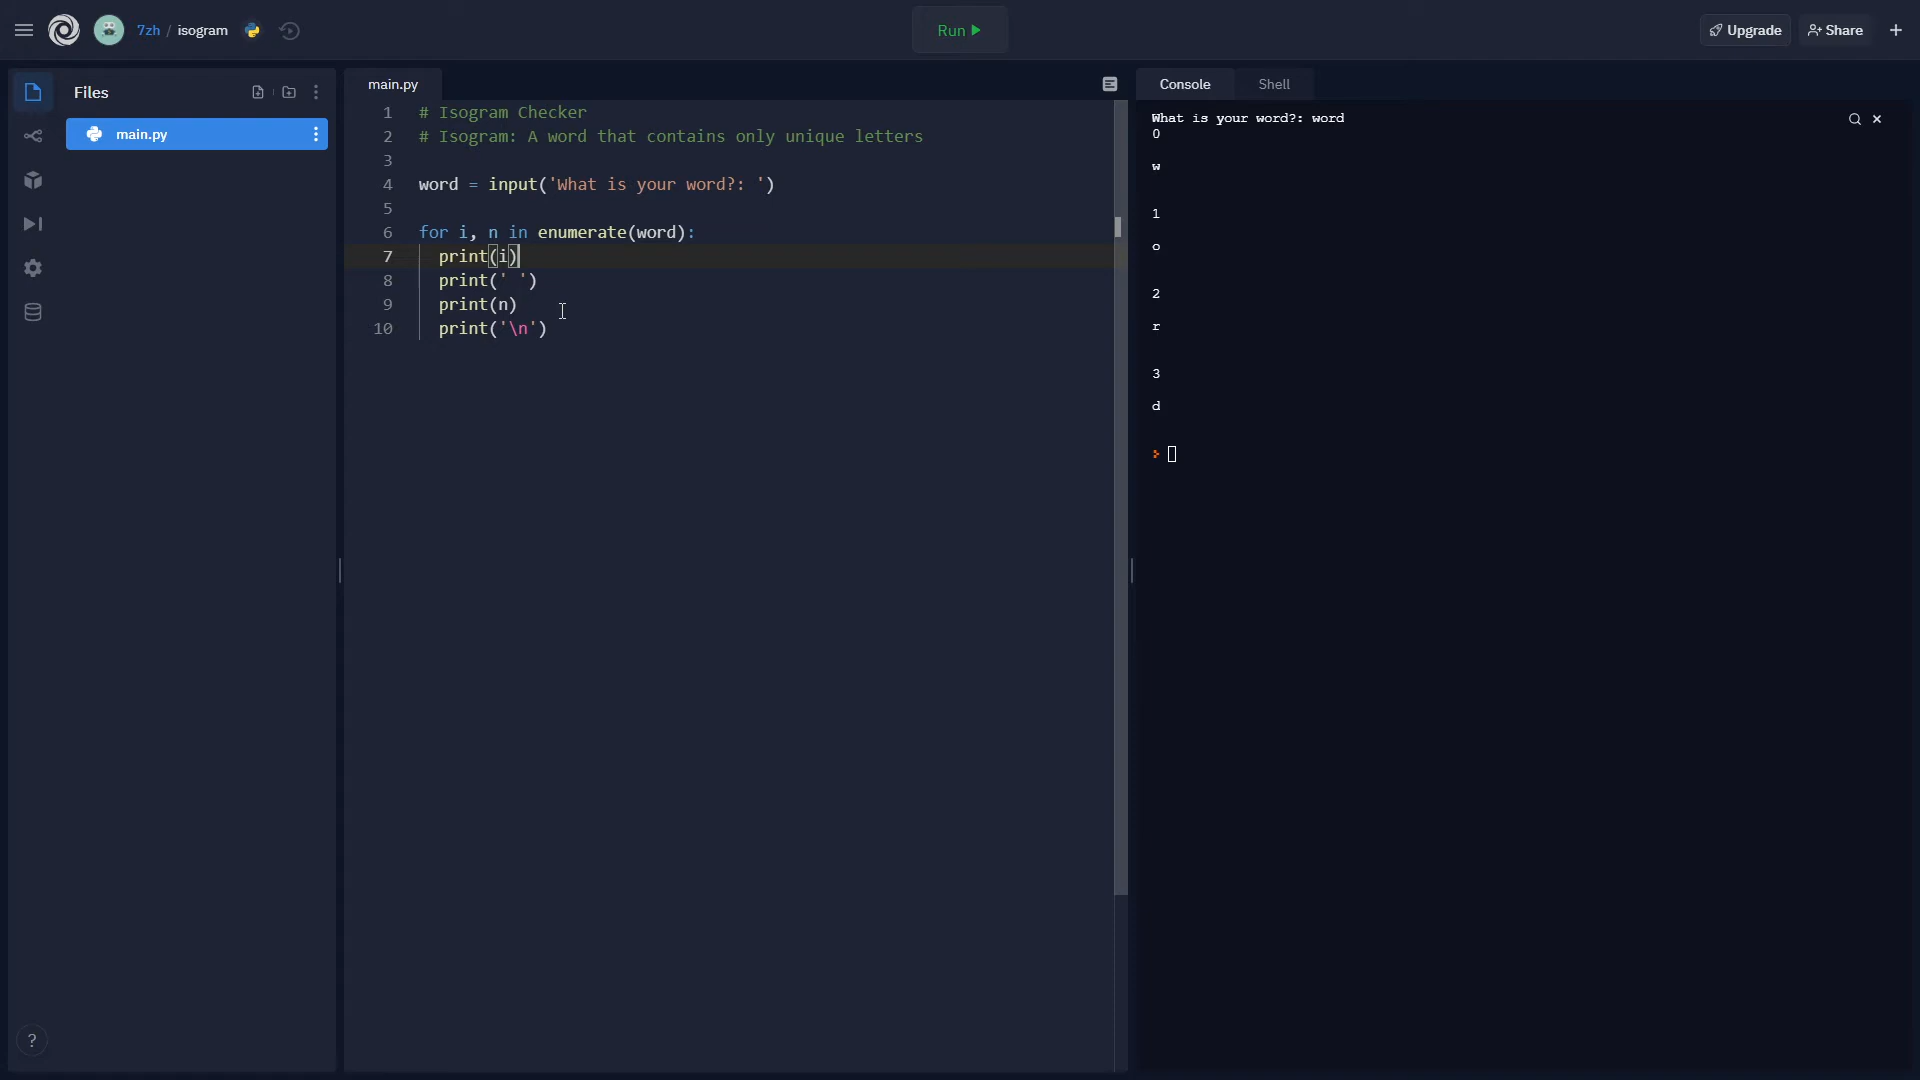 7zh / isogram
Run
Upgrade
Share
Files
main.py
main.py
1 # Isogram Checker
2 # Isogram: A word that contains only unique letters
3
4 word = input('What is your word?: ')
5
6 for i, n in enumerate(word):
7 print(i)
8 print(' ')
9 print(n)
10 print('\n')
Console
Shell
What is your word?: word
0
w
1
o
2
r
3
d
?